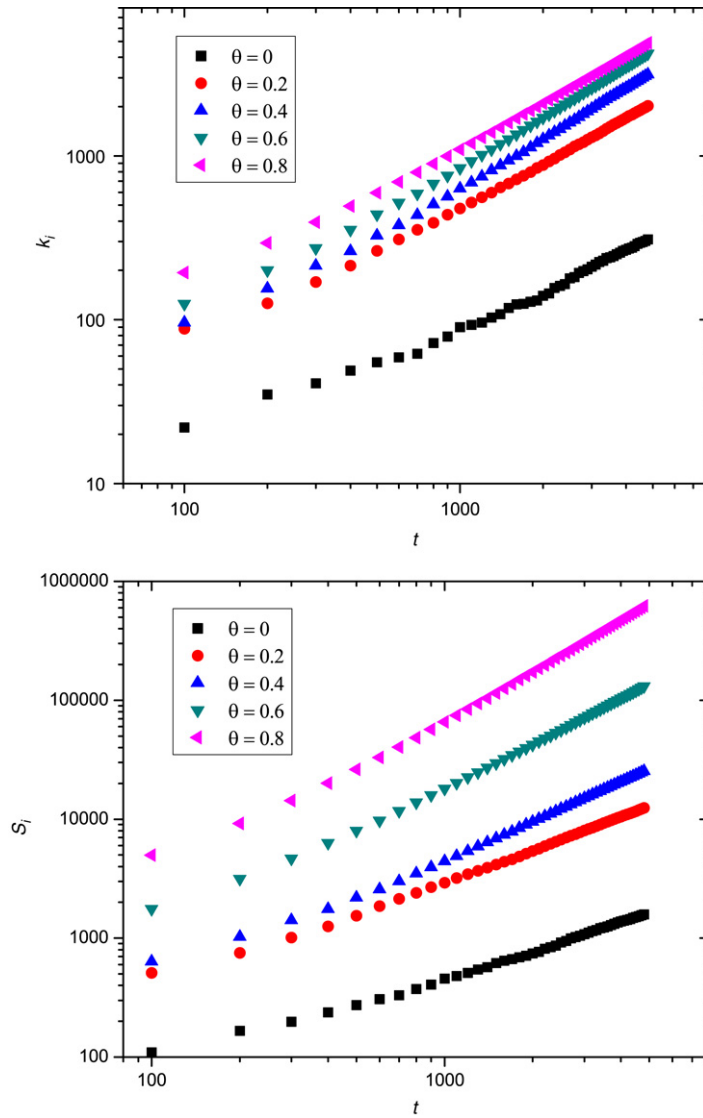 θ = 0
θ = 0.2
θ = 0.4
θ = 0.6
θ = 0.8
1000
100
10
k_i
100
1000
t
1000000
θ = 0
θ = 0.2
θ = 0.4
θ = 0.6
θ = 0.8
100000
10000
1000
100
S_i
100
1000
t